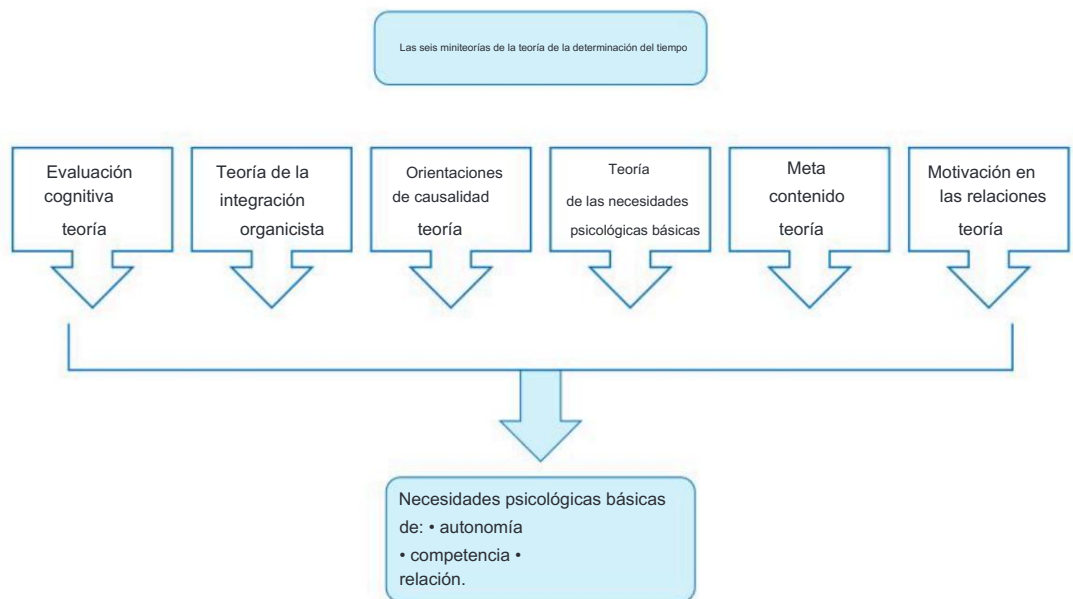 Las seis miniteorías de la teoría de la determinación del tiempo
Evaluación
cognitiva
teoría
Teoría de la
integración
organicista
Orientaciones
de causalidad
teoría
Teoría
de las necesidades
psicológicas básicas
Meta
contenido
teoría
Motivación en
las relaciones
teoría
Necesidades psicológicas básicas
de: • autonomía
• competencia •
relación.